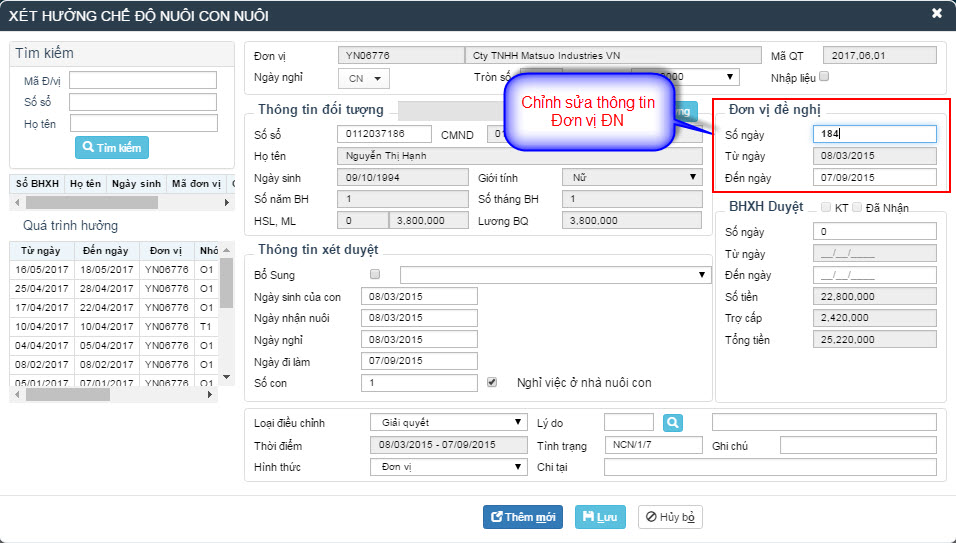 XÉT HƯỞNG CHẾ ĐỘ NUÔI CON NUÔI
Tìm kiếm
Mã Đ/vị
Số sổ
Họ tên
Tìm kiếm
Số BHXH Họ tên Ngày sinh Mã đơn vị
Quá trình hưởng
Từ ngày Đến ngày Đơn vị Nhó
16/05/2017 18/05/2017 YN06776 O1
25/04/2017 28/04/2017 YN06776 O1
17/04/2017 22/04/2017 YN06776 O1
10/04/2017 10/04/2017 YN06776 T1
04/04/2017 05/04/2017 YN06776 O1
08/02/2017 08/02/2017 YN06776 O1
05/01/2017 07/01/2017 YN06776 O1
Đơn vị YN06776 Cty TNHH Matsuo Industries VN Mã QT 2017,06,01
Ngày nghỉ CN Tròn số 0000 Nhập liệu
Chỉnh sửa thông tin
Đơn vị ĐN
Thông tin đối tượng
Số sổ 0112037186 CMND
Họ tên Nguyễn Thị Hạnh
Ngày sinh 09/10/1994 Giới tính Nữ
Số năm BH 1 Số tháng BH 1
HSL, ML 0 3,800,000 Lương BQ 3,800,000
Đơn vị đề nghị
Số ngày 184
Từ ngày 08/03/2015
Đến ngày 07/09/2015
Thông tin xét duyệt
Bổ Sung
Ngày sinh của con 08/03/2015
Ngày nhận nuôi 08/03/2015
Ngày nghỉ 08/03/2015
Ngày đi làm 07/09/2015
Số con 1 Nghỉ việc ở nhà nuôi con
BHXH Duyệt KT Đã Nhận
Số ngày 0
Từ ngày __/__/____
Đến ngày __/__/____
Số tiền 22,800,000
Trợ cấp 2,420,000
Tổng tiền 25,220,000
Loại điều chỉnh Giải quyết Lý do
Thời điểm 08/03/2015 - 07/09/2015 Tình trạng NCN/1/7 Ghi chú
Hình thức Đơn vị Chi tại
Thêm mới Lưu Hủy bỏ